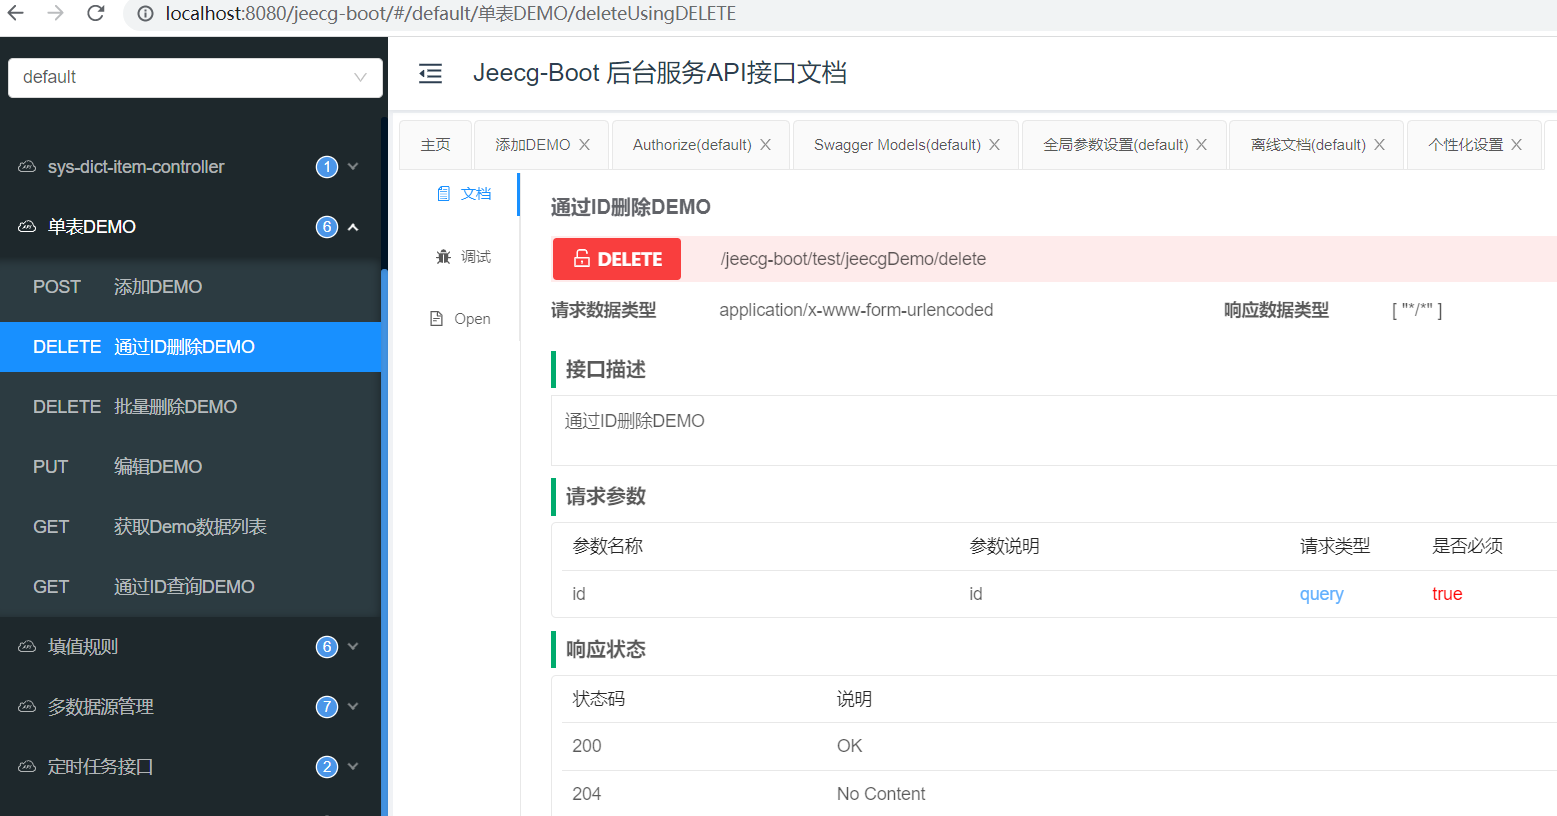 localhost:8080/jeecg-boot/#/default/单表DEMO/deleteUsingDELETE
default
sys-dict-item-controller 1
单表DEMO 6
POST 添加DEMO
DELETE 通过ID删除DEMO
DELETE 批量删除DEMO
PUT 编辑DEMO
GET 获取Demo数据列表
GET 通过ID查询DEMO
填值规则 6
多数据源管理 7
定时任务接口 2
Jeecg-Boot 后台服务API接口文档
主页 添加DEMO Authorize(default) Swagger Models(default) 全局参数设置(default) 离线文档(default) 个性化设置
文档
调试
Open
通过ID删除DEMO
DELETE /jeecg-boot/test/jeecgDemo/delete
请求数据类型 application/x-www-form-urlencoded 响应数据类型 [ "*/*" ]
接口描述
通过ID删除DEMO
请求参数
参数名称 参数说明 请求类型 是否必须
id id query true
响应状态
状态码 说明
200 OK
204 No Content